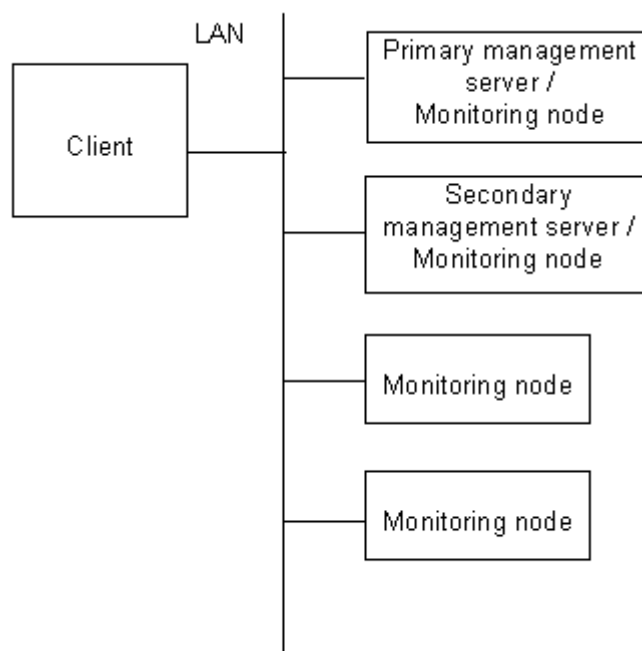 LAN
Client
Primary management
server /
Monitoring node
Secondary
management server /
Monitoring node
Monitoring node
Monitoring node